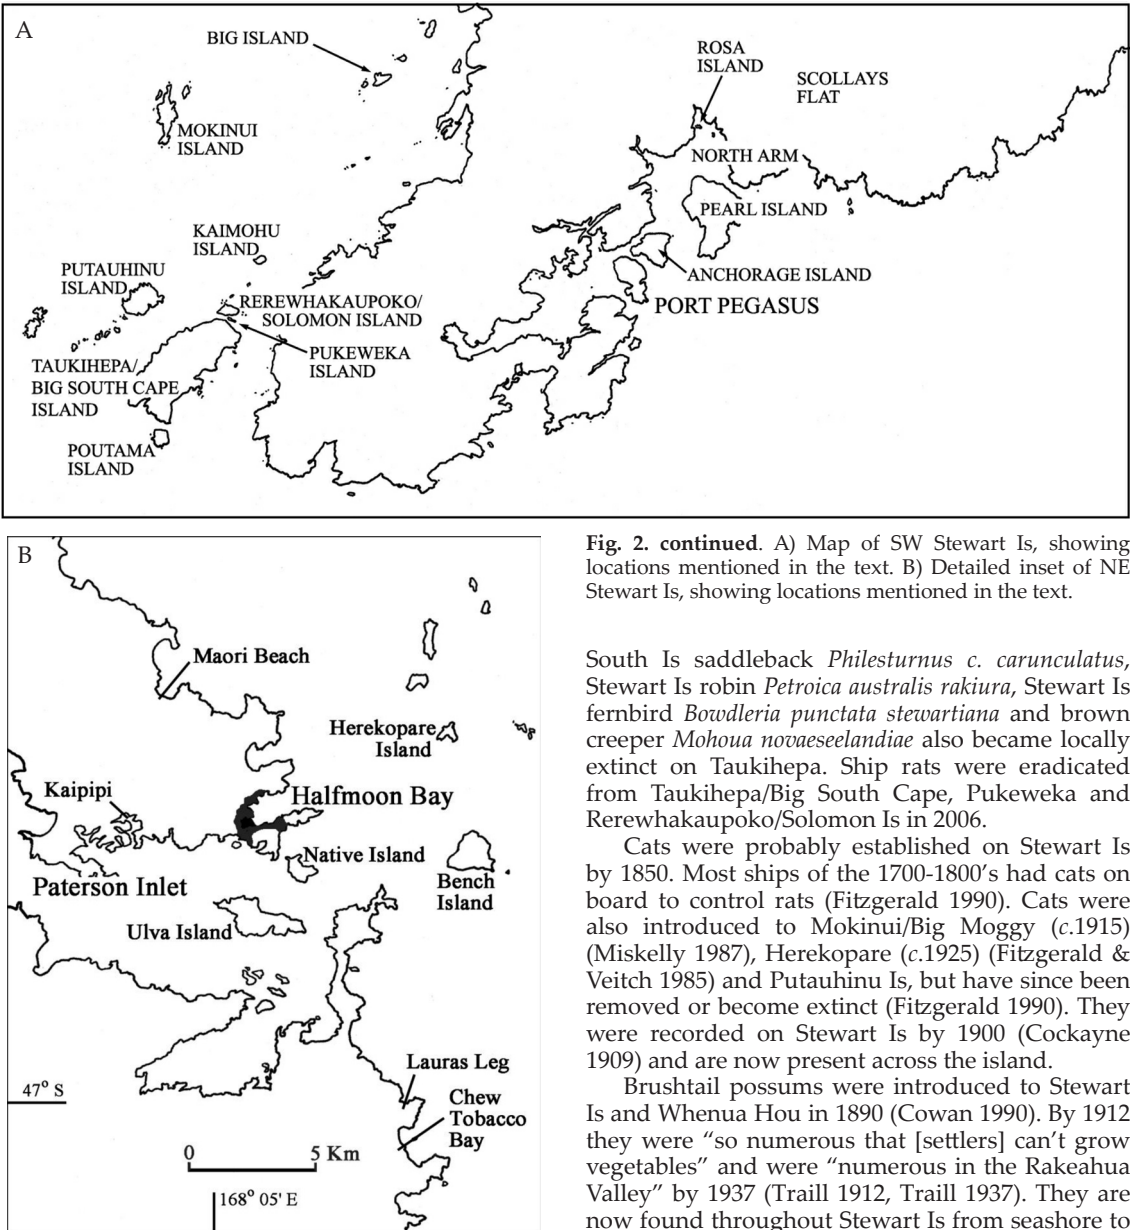 A
BIG ISLAND
ROSA
ISLAND
SCOLLAYS
FLAT
MOKINUI
ISLAND
NORTH ARM
PEARL ISLAND
KAIMOHU
ISLAND
PUTAUHINU
ISLAND
ANCHORAGE ISLAND
REREWHAKAUPOKO/
SOLOMON ISLAND
PORT PEGASUS
PUKEWEKA
ISLAND
TAUKIHEPA/
BIG SOUTH CAPE
ISLAND
POUTAMA
ISLAND
B
Maori Beach
Herekopare
Island
Kaipipi
Halfmoon Bay
Native Island
Bench
Island
Paterson Inlet
Ulva Island
Lauras Leg
47° S
Chew
Tobacco
Bay
0 5 Km
168° 05' E
Fig. 2. continued. A) Map of SW Stewart Is, showing
locations mentioned in the text. B) Detailed inset of NE
Stewart Is, showing locations mentioned in the text.
South Is saddleback Philesturnus c. carunculatus,
Stewart Is robin Petroica australis rakiura, Stewart Is
fernbird Bowdleria punctata stewartiana and brown
creeper Mohoua novaeseelandiae also became locally
extinct on Taukihepa. Ship rats were eradicated
from Taukihepa/Big South Cape, Pukeweka and
Rerewhakaupoko/Solomon Is in 2006.
Cats were probably established on Stewart Is
by 1850. Most ships of the 1700-1800's had cats on
board to control rats (Fitzgerald 1990). Cats were
also introduced to Mokinui/Big Moggy (c.1915)
(Miskelly 1987), Herekopare (c.1925) (Fitzgerald &
Veitch 1985) and Putauhinu Is, but have since been
removed or become extinct (Fitzgerald 1990). They
were recorded on Stewart Is by 1900 (Cockayne
1909) and are now present across the island.
Brushtail possums were introduced to Stewart
Is and Whenua Hou in 1890 (Cowan 1990). By 1912
they were “so numerous that [settlers] can't grow
vegetables” and were “numerous in the Rakeahua
Valley” by 1937 (Traill 1912, Traill 1937). They are
now found throughout Stewart Is from seashore to